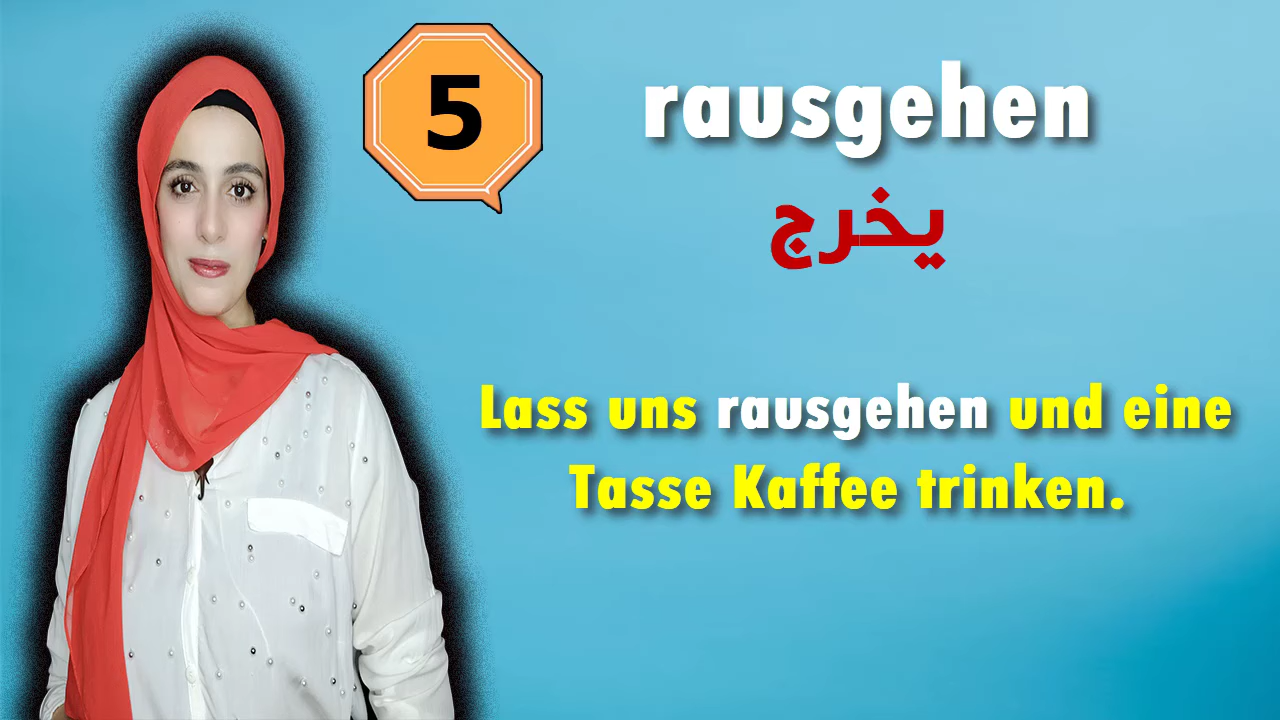 5
rausgehen
يخرج
Lass uns rausgehen und eine
Tasse Kaffee trinken.